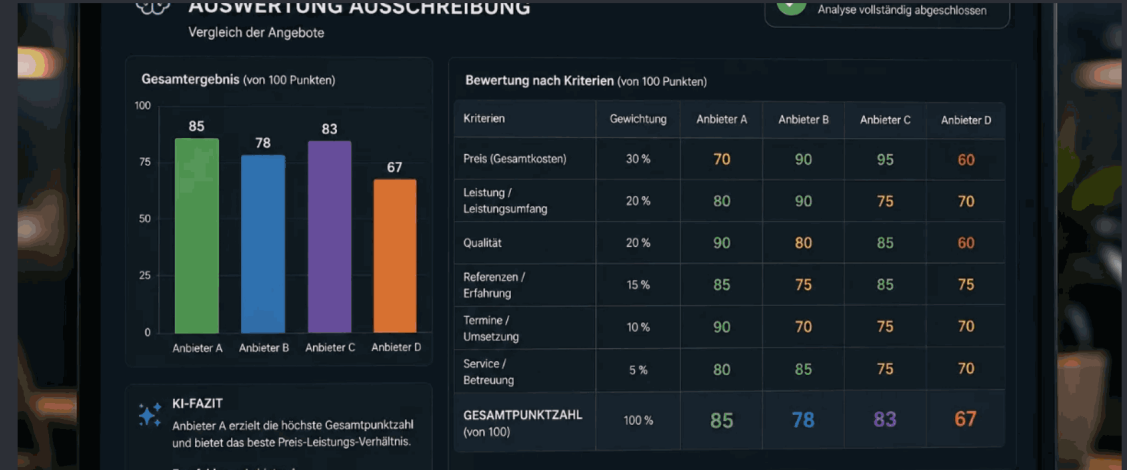 AUSWERTUNG AUSSCHREIBUNG
Vergleich der Angebote
Analyse vollständig abgeschlossen
Gesamtergebnis (von 100 Punkten)
100
75
50
25
0
85
78
83
67
Anbieter A Anbieter B Anbieter C Anbieter D
KI-FAZIT
Anbieter A erzielt die höchste Gesamtpunktzahl
und bietet das beste Preis-Leistungs-Verhältnis.
Bewertung nach Kriterien (von 100 Punkten)
Kriterien Gewichtung Anbieter A Anbieter B Anbieter C Anbieter D
Preis (Gesamtkosten) 30 % 70 90 95 60
Leistung /
Leistungsumfang 20 % 80 90 75 70
Qualität 20 % 90 80 85 60
Referenzen /
Erfahrung 15 % 85 75 85 75
Termine /
Umsetzung 10 % 90 70 75 70
Service /
Betreuung 5 % 80 85 75 70
GESAMTPUNKTZAHL
(von 100) 100 % 85 78 83 67